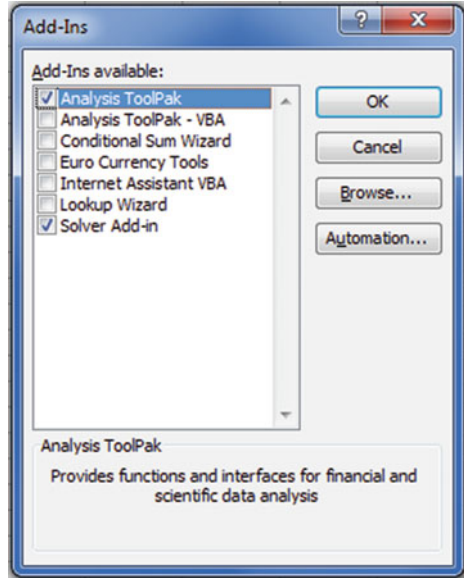 Add-Ins
Add-Ins available:
Analysis ToolPak
Analysis ToolPak - VBA
Conditional Sum Wizard
Euro Currency Tools
Internet Assistant VBA
Lookup Wizard
Solver Add-in
OK
Cancel
Browse...
Automation...
Analysis ToolPak
Provides functions and interfaces for financial and
scientific data analysis